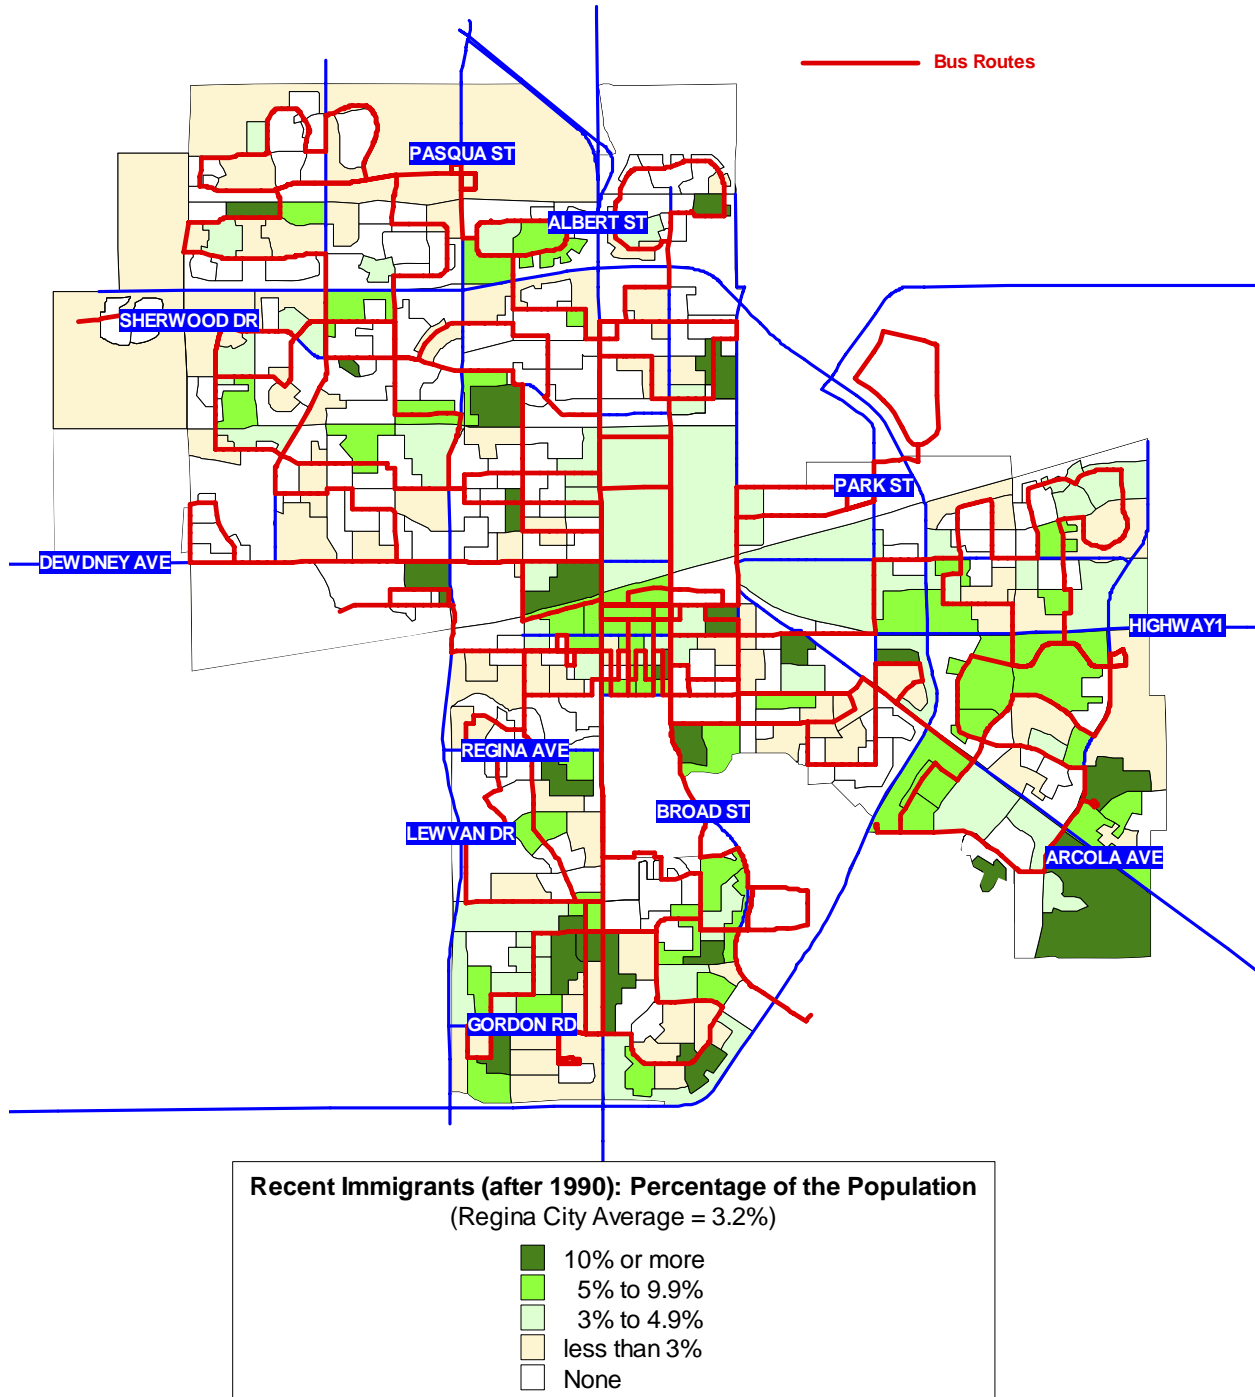 Bus Routes
PASQUA ST
ALBERT ST
SHERWOOD DR
PARK ST
DEWDNEY AVE
HIGHWAY1
REGINA AVE
BROAD ST
LEWVAN DR
ARCOLA AVE
GORDON RD
Recent Immigrants (after 1990): Percentage of the Population
(Regina City Average = 3.2%)
10% or more
5% to 9.9%
3% to 4.9%
less than 3%
None